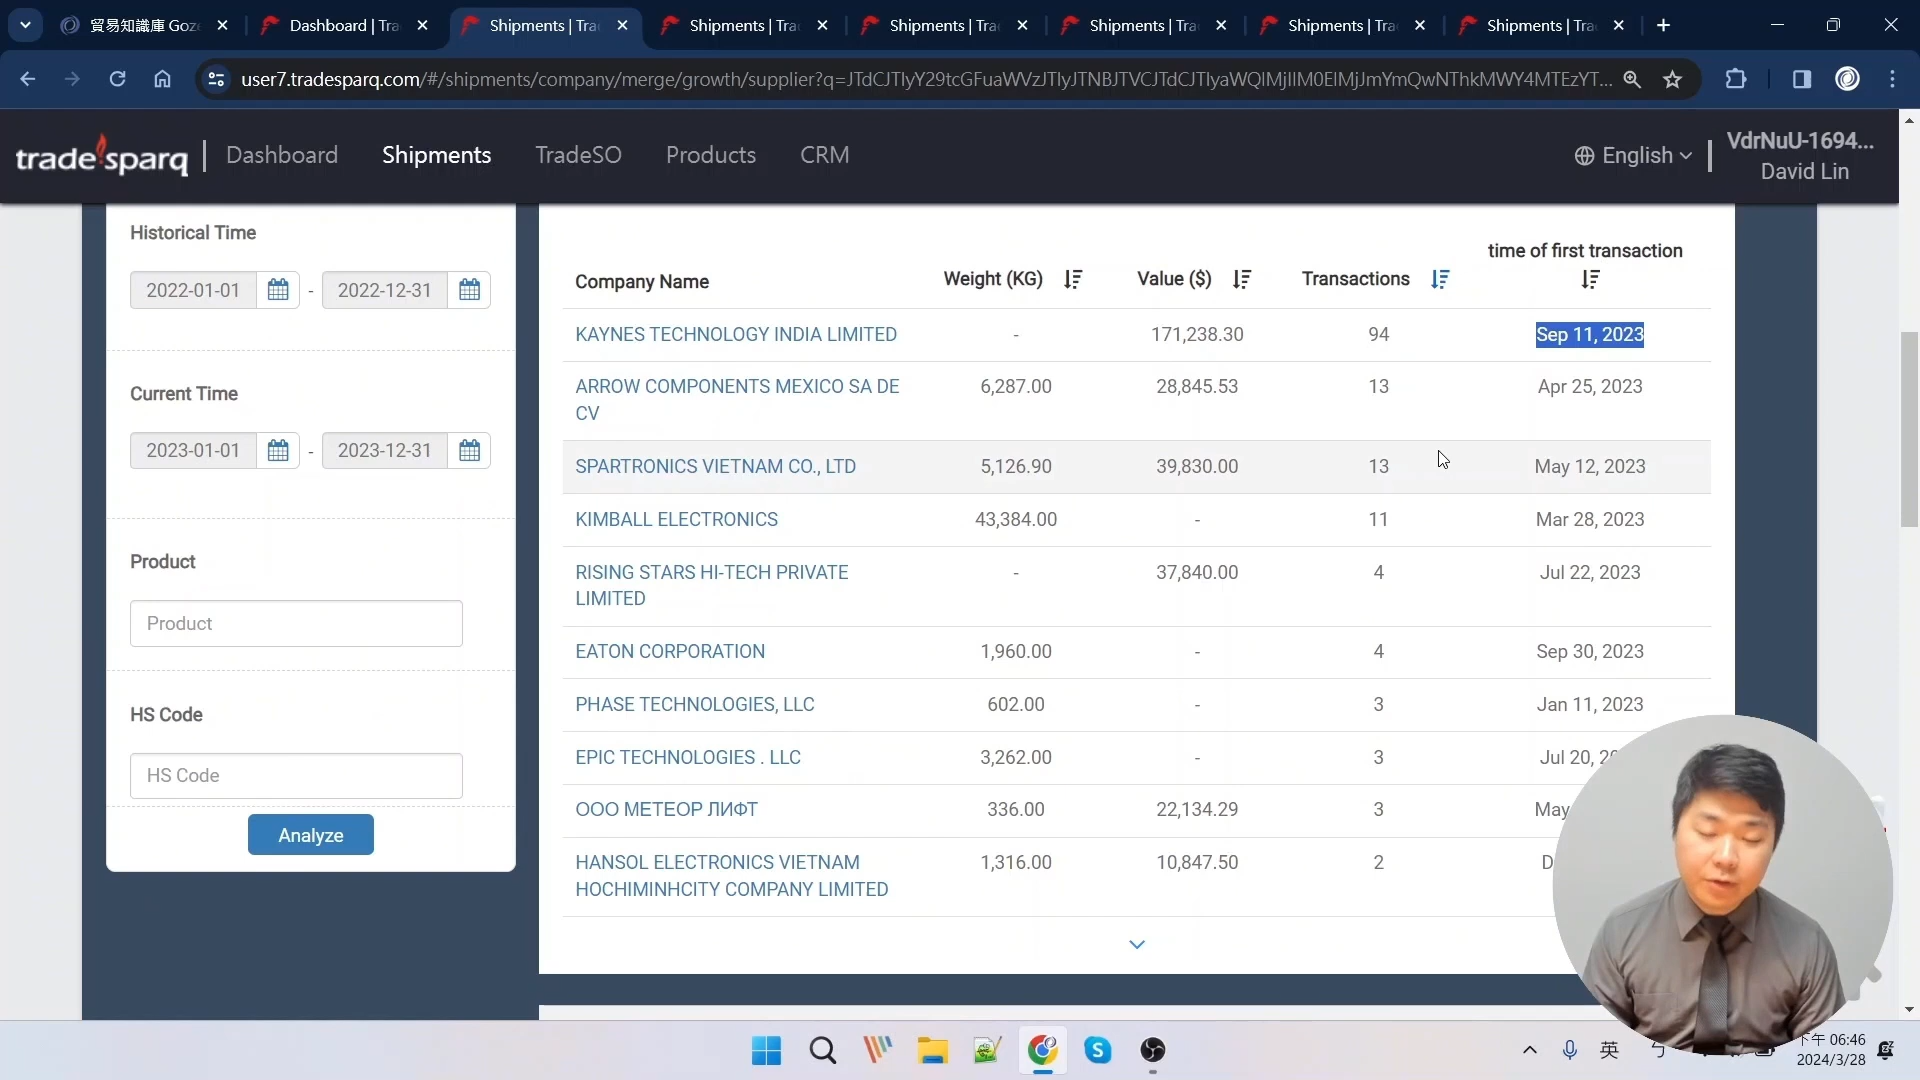 貿易知識庫 Goze
Dashboard | Tra
Shipments | Tra
Shipments | Tra
Shipments | Tra
Shipments | Tra
Shipments | Tra
Shipments | Tra
user7.tradesparq.com/#/shipments/company/merge/growth/supplier?q=JTdCJTIyY29tcGFuaWVzJTIyJTNBJTVCJTdCJTIyaWQlMjIlM0ElMjJmYmQwNThkMWY4MTEzYT...
tradesparq
Dashboard
Shipments
TradeSO
Products
CRM
English
VdrNuU-1694...
David Lin
Historical Time
2022-01-01 - 2022-12-31
Current Time
2023-01-01 - 2023-12-31
Product
Product
HS Code
HS Code
Analyze
Company Name Weight (KG) Value ($) Transactions time of first transaction
KAYNES TECHNOLOGY INDIA LIMITED - 171,238.30 94 Sep 11, 2023
ARROW COMPONENTS MEXICO SA DE 6,287.00 28,845.53 13 Apr 25, 2023
CV
SPARTRONICS VIETNAM CO., LTD 5,126.90 39,830.00 13 May 12, 2023
KIMBALL ELECTRONICS 43,384.00 - 11 Mar 28, 2023
RISING STARS HI-TECH PRIVATE - 37,840.00 4 Jul 22, 2023
LIMITED
EATON CORPORATION 1,960.00 - 4 Sep 30, 2023
PHASE TECHNOLOGIES, LLC 602.00 - 3 Jan 11, 2023
EPIC TECHNOLOGIES . LLC 3,262.00 - 3 Jul 20, 20
ООО МЕТЕОР ЛИФТ 336.00 22,134.29 3 May
HANSOL ELECTRONICS VIETNAM 1,316.00 10,847.50 2 D
HOCHIMINHCITY COMPANY LIMITED
英
ㄅ
下午 06:46
2024/3/28